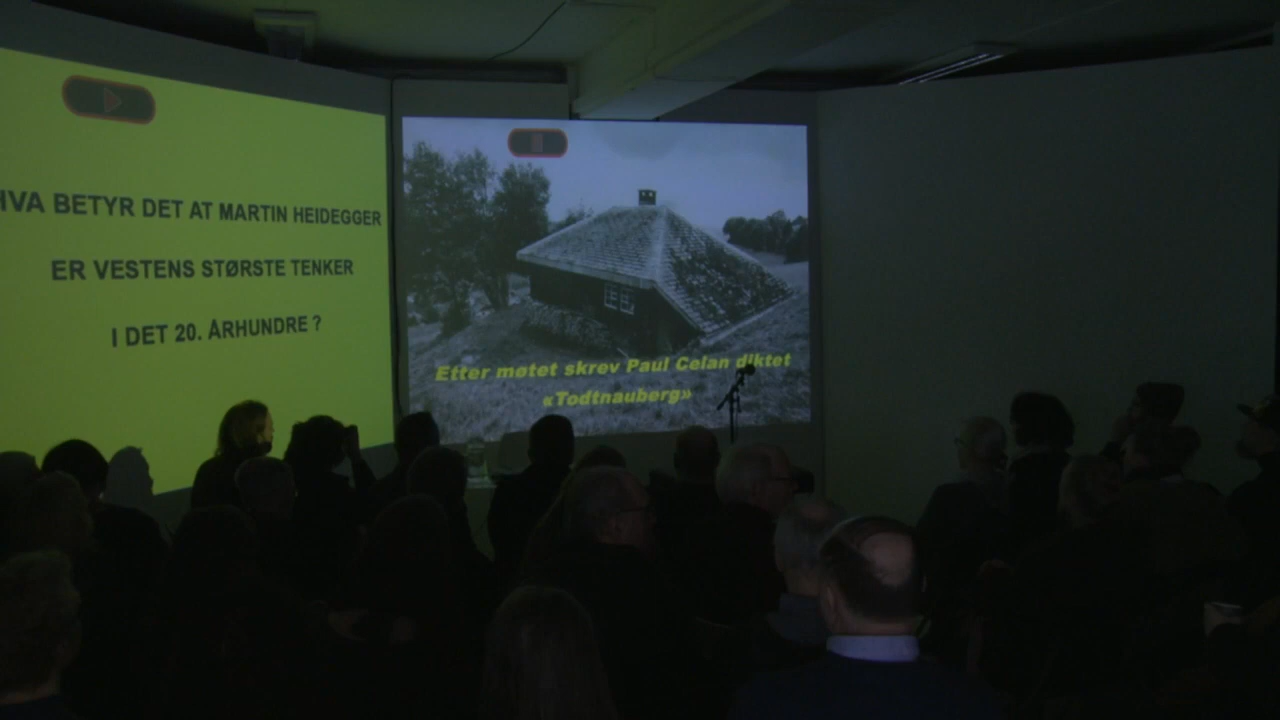 HVA BETYR DET AT MARTIN HEIDEGGER
ER VESTENS STØRSTE TENKER
I DET 20. ÅRHUNDRE ?
Etter møtet skrev Paul Celan diktet
«Todtnauberg»